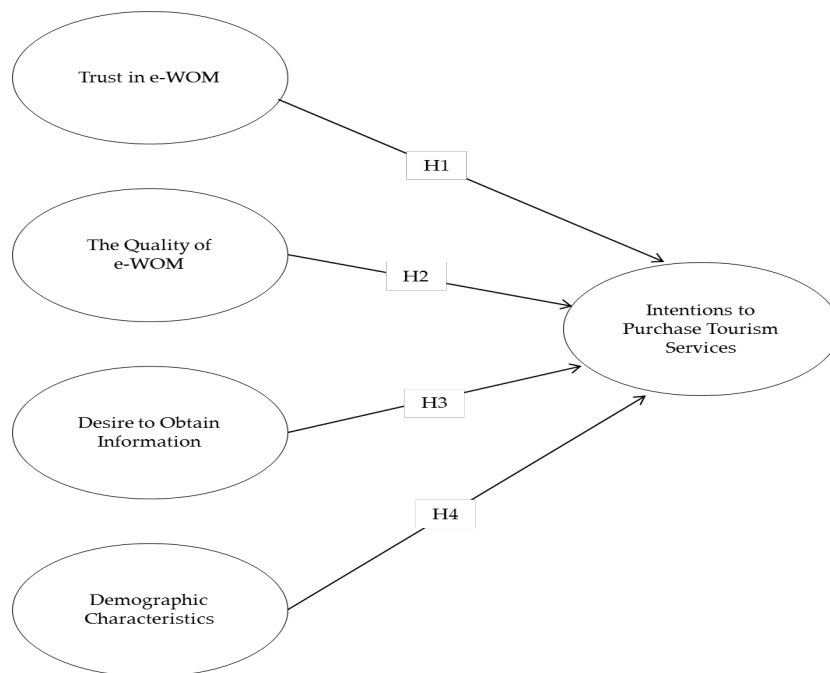 Trust in e-WOM
H1
The Quality of
e-WOM
H2
Intentions to
Purchase Tourism
Services
Desire to Obtain
Information
H3
H4
Demographic
Characteristics